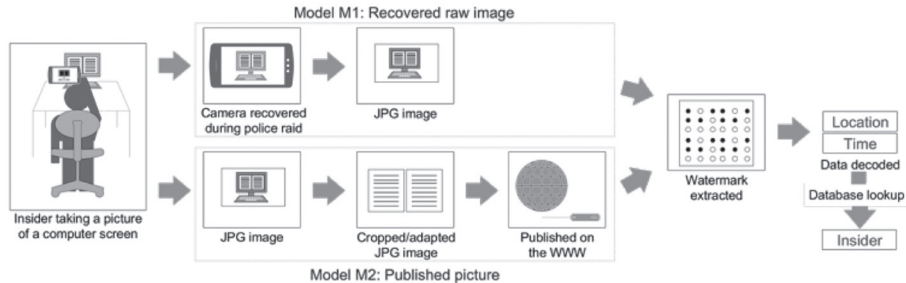 Model M1: Recovered raw image
Camera recovered
during police raid
JPG image
Insider taking a picture
of a computer screen
JPG image
Cropped/adapted
JPG image
Published on
the WWW
Model M2: Published picture
Watermark
extracted
Location
Time
Data decoded
Database lookup
Insider